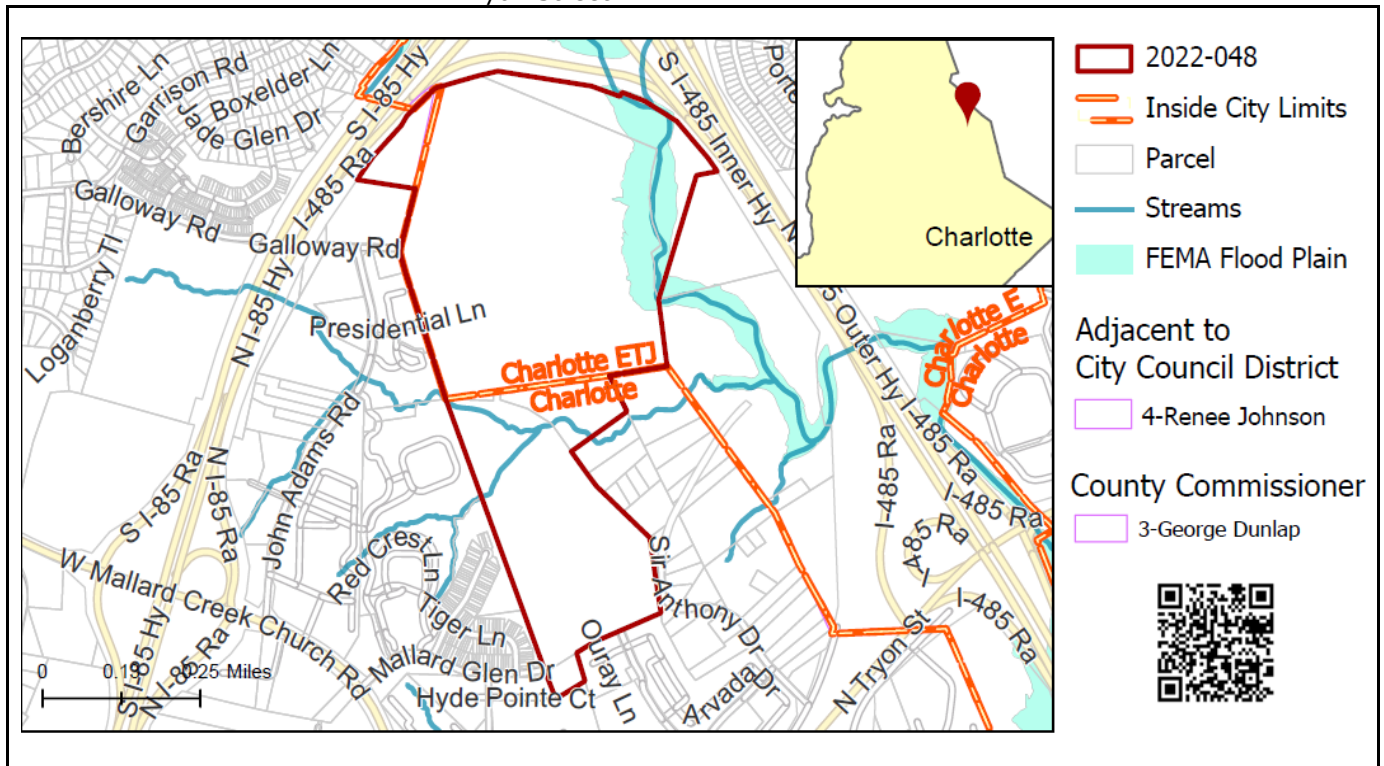 Bershire Ln
Garrison Rd
Boxelder Ln
Jade Glen Dr
S I-85 Hy
S I-485 Inner Hy
Porte
Galloway Rd
I-485 Ra
Galloway Rd
Loganberry Tl
N I-85 Hy
Presidential Ln
Charlotte ETJ
Charlotte
5 Outer Hy
Charlotte E
Charlotte
John Adams Rd
S I-85 Ra
N I-85 Ra
I-485 Ra
I-485 Ra
I-485 Ra
I-485 Ra
I-485 Ra
W Mallard Creek Church Rd
Red Crest Ln
Tiger Ln
Mallard Glen Dr
Hyde Pointe Ct
Ouray Ln
Sir Anthony Dr
Arvada Dr
N Tryon St
S I-85 Hy
N I-85 Ra
0
0.25 Miles
Charlotte
2022-048
Inside City Limits
Parcel
Streams
FEMA Flood Plain
Adjacent to
City Council District
4-Renee Johnson
County Commissioner
3-George Dunlap